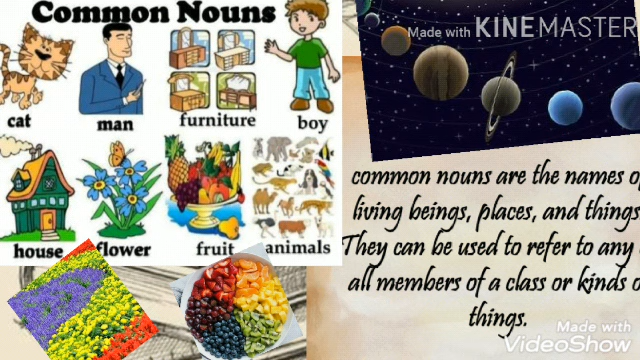 Common Nouns
cat
man
furniture
boy
house
flower
fruit
animals
Made with KINEMASTER
common nouns are the names o
living beings, places, and things
They can be used to refer to any
all members of a class or kinds o
things.
Made with
VideoShow